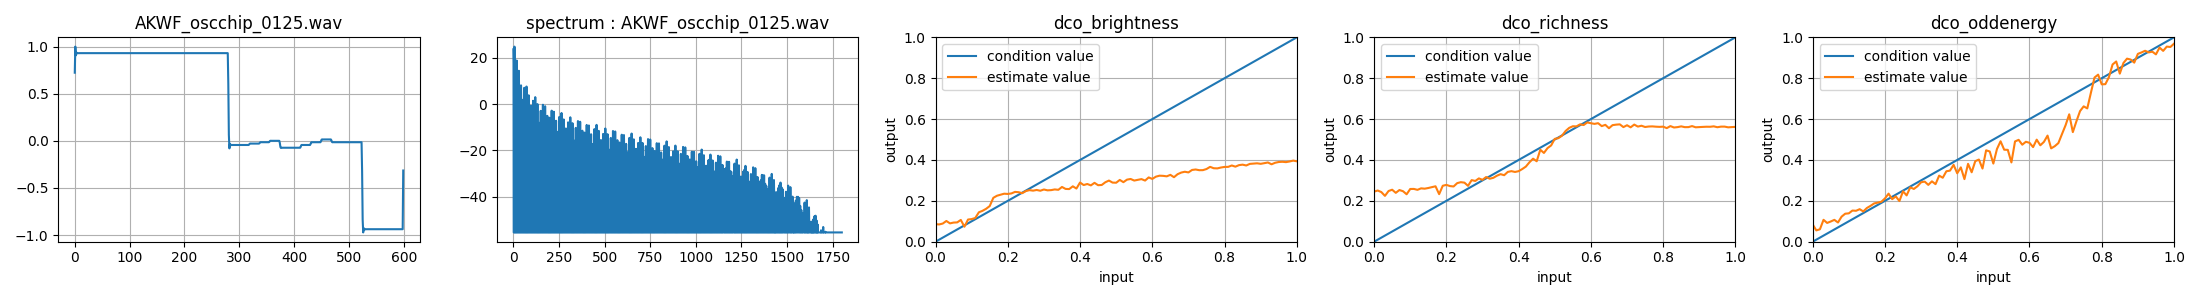 AKWF_oscchip_0125.wav
1.0
0.5
0.0
−0.5
−1.0
0 100 200 300 400 500 600
spectrum : AKWF_oscchip_0125.wav
20
0
−20
−40
0 250 500 750 1000 1250 1500 1750
dco_brightness
condition value
estimate value
output
1.0
0.8
0.6
0.4
0.2
0.0
0.0 0.2 0.4 0.6 0.8 1.0
input
dco_richness
condition value
estimate value
output
1.0
0.8
0.6
0.4
0.2
0.0
0.0 0.2 0.4 0.6 0.8 1.0
input
dco_oddenergy
condition value
estimate value
output
1.0
0.8
0.6
0.4
0.2
0.0
0.0 0.2 0.4 0.6 0.8 1.0
input